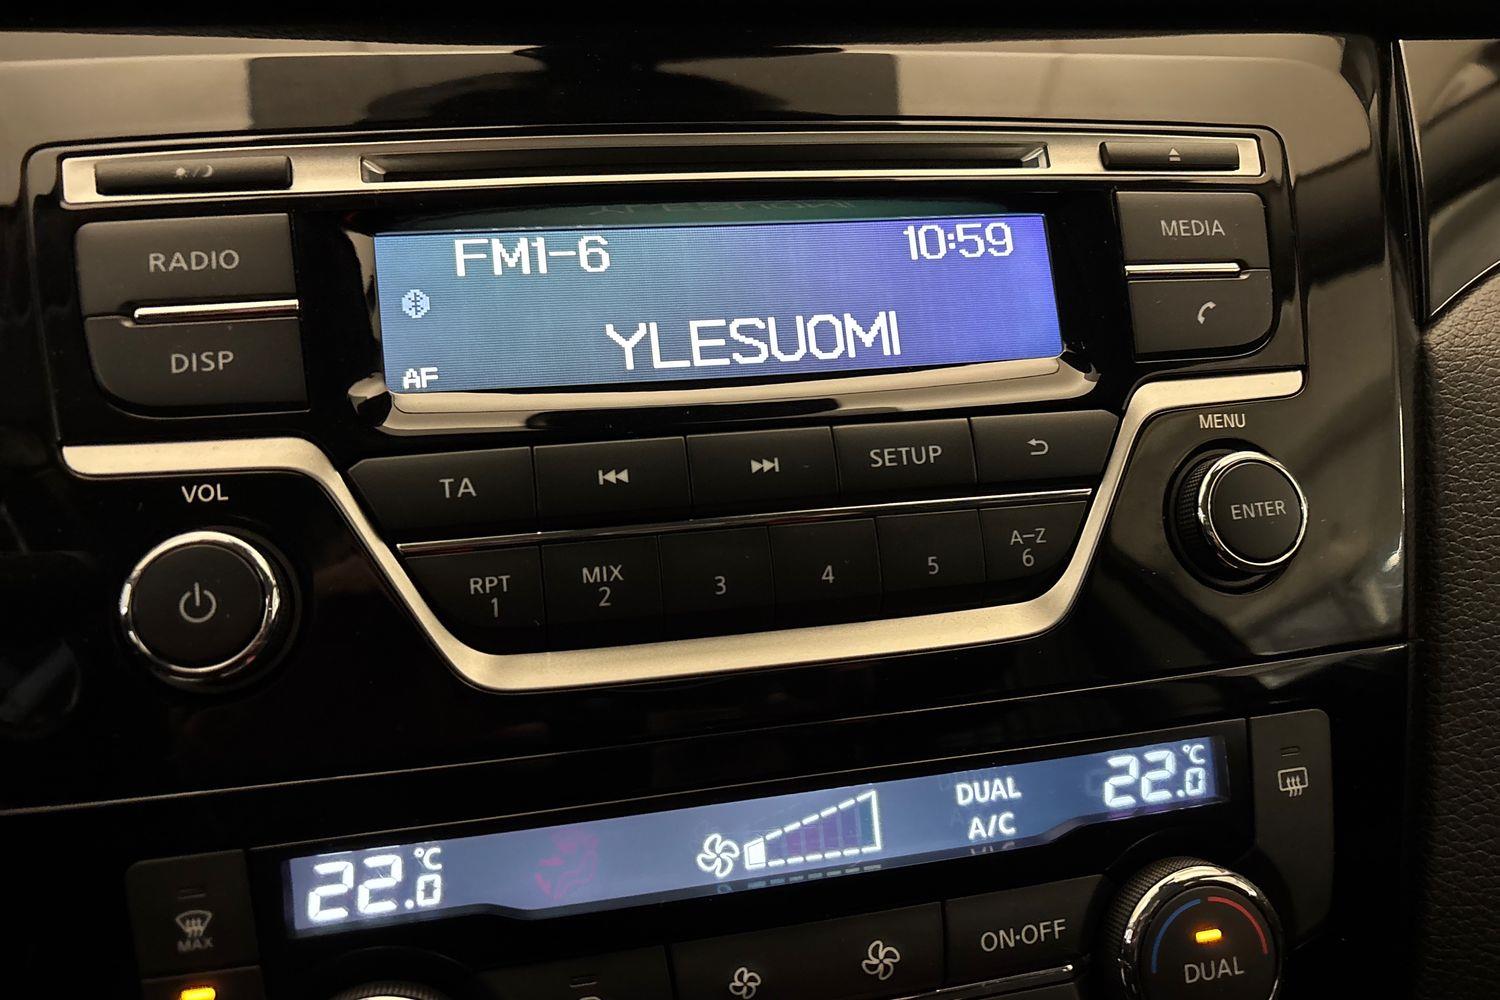 RADIO
DISP
FM1-6
10:59
AF
YLESUOMI
MEDIA
VOL
TA
SETUP
MENU
ENTER
RPT
1
MIX
2
3
4
5
A-Z
6
22.0 °C
DUAL
A/C
22.0 °C
MAX
ON·OFF
DUAL